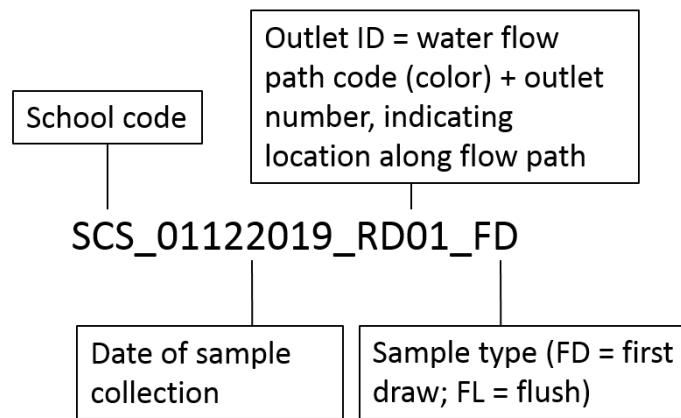 Outlet ID = water flow
path code (color) + outlet
number, indicating
location along flow path
School code
SCS_01122019_RD01_FD
Date of sample
collection
Sample type (FD = first
draw; FL = flush)